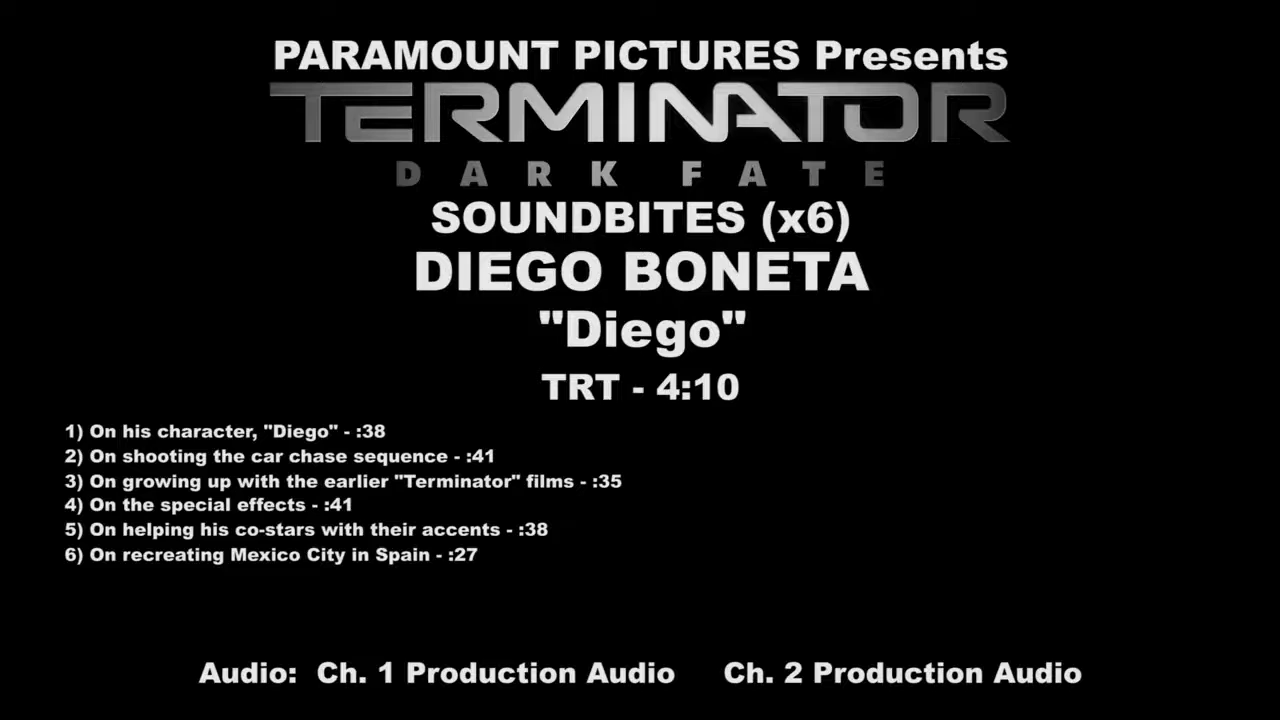 PARAMOUNT PICTURES Presents
TERMINATOR
DARK FATE
SOUNDBITES (x6)
DIEGO BONETA
"Diego"
TRT - 4:10
1) On his character, "Diego" - :38
2) On shooting the car chase sequence - :41
3) On growing up with the earlier "Terminator" films - :35
4) On the special effects - :41
5) On helping his co-stars with their accents - :38
6) On recreating Mexico City in Spain - :27
Audio: Ch. 1 Production Audio Ch. 2 Production Audio